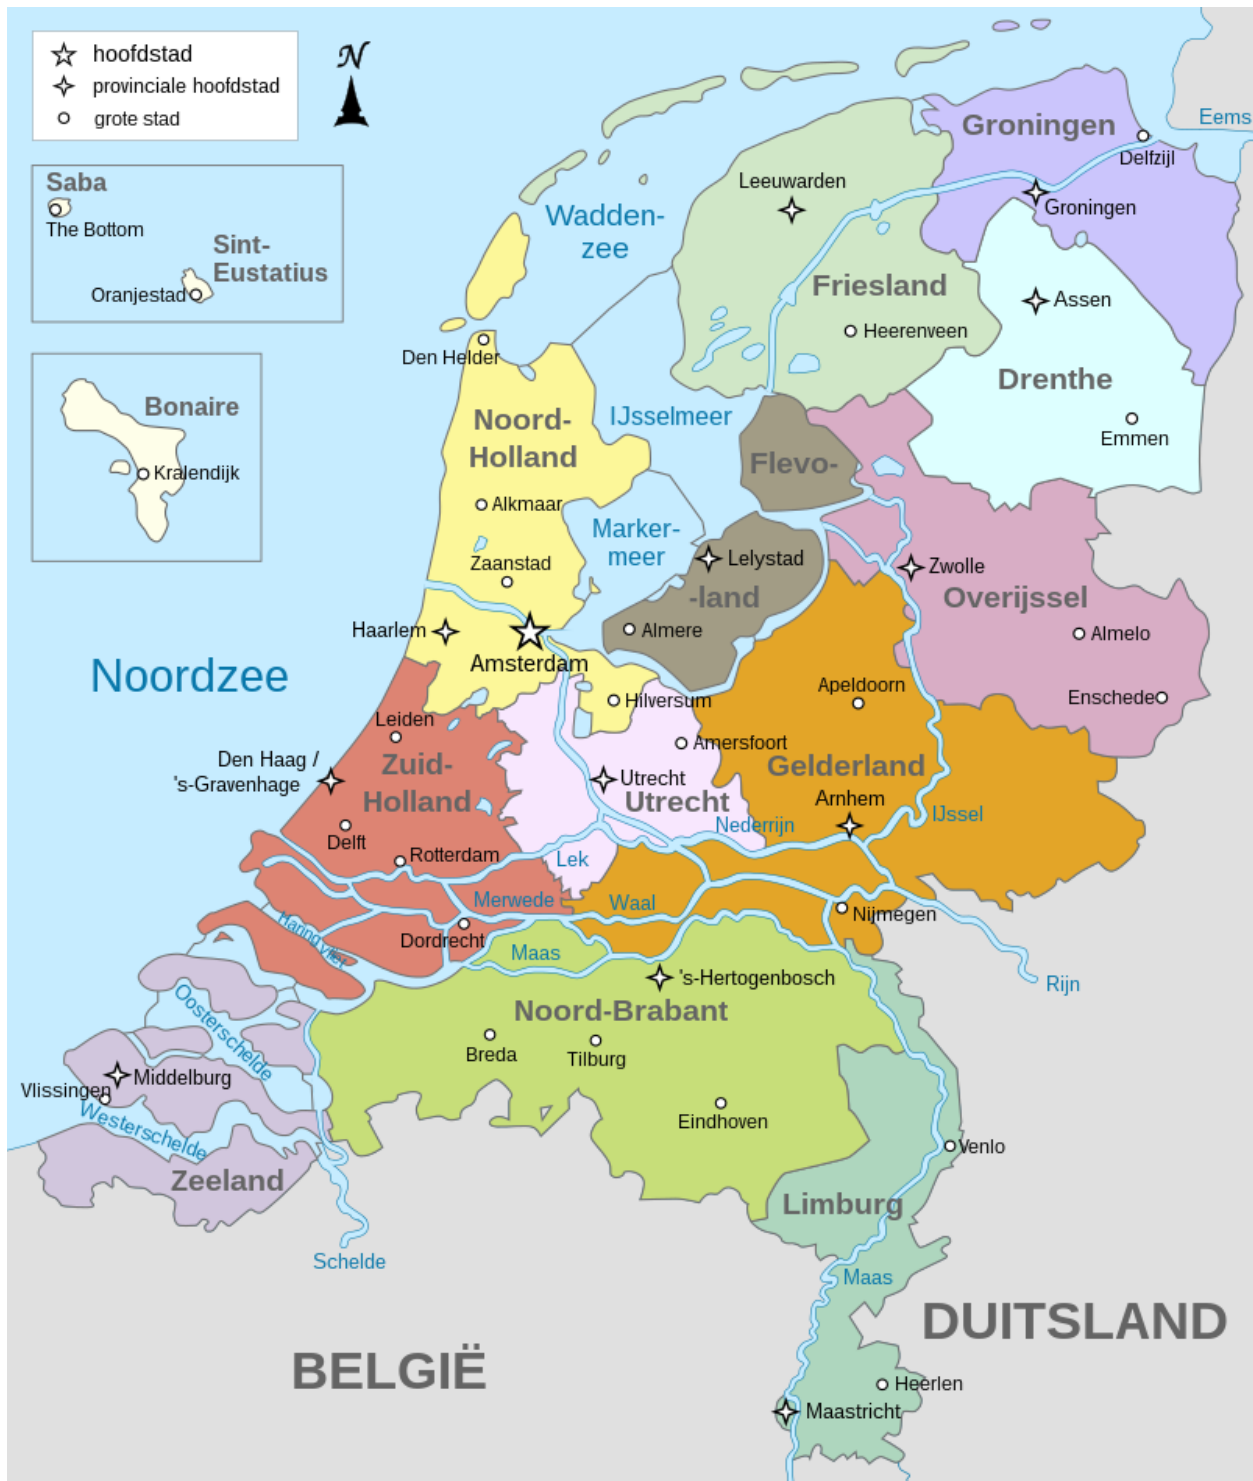 hoofdstad
provinciale hoofdstad
grote stad
N
Saba
The Bottom
Sint-
Eustatius
Oranjestad
Bonaire
Kralendijk
Eems
Groningen
Delfzijl
Groningen
Leeuwarden
Wadden-
zee
Friesland
Heerenveen
Assen
Drenthe
Emmen
Den Helder
Noord-
Holland
IJsselmeer
Flevo-
Alkmaar
Marker-
meer
Zaanstad
Lelystad
-land
Almere
Zwolle
Overijssel
Almelo
Enschede
Haarlem
Amsterdam
Noordzee
Hilversum
Apeldoorn
Leiden
Amersfoort
Den Haag /
's-Gravenhage
Zuid-
Holland
Utrecht
Utrecht
Gelderland
Arnhem
Nederrijn
IJssel
Delft
Rotterdam
Lek
Merwede
Waal
Nijmegen
Haringvliet
Dordrecht
Maas
's-Hertogenbosch
Rijn
Oosterschelde
Noord-Brabant
Breda
Tilburg
Middelburg
Vlissingen
Westerschelde
Eindhoven
Venlo
Zeeland
Limburg
Schelde
Maas
DUITSLAND
BELGIË
Heerlen
Maastricht